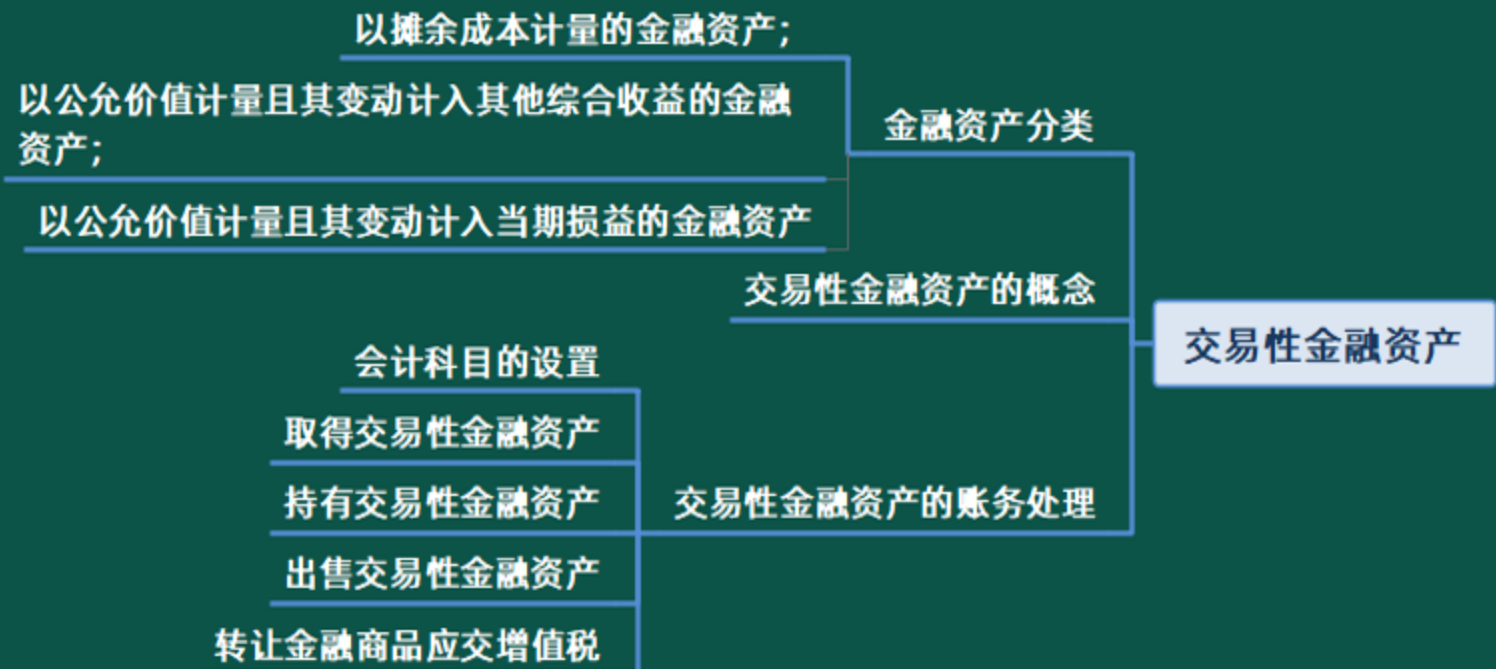 以摊余成本计量的金融资产；
以公允价值计量且其变动计入其他综合收益的金融
资产；
金融资产分类
以公允价值计量且其变动计入当期损益的金融资产
交易性金融资产的概念
交易性金融资产
会计科目的设置
取得交易性金融资产
持有交易性金融资产
交易性金融资产的账务处理
出售交易性金融资产
转让金融商品应交增值税